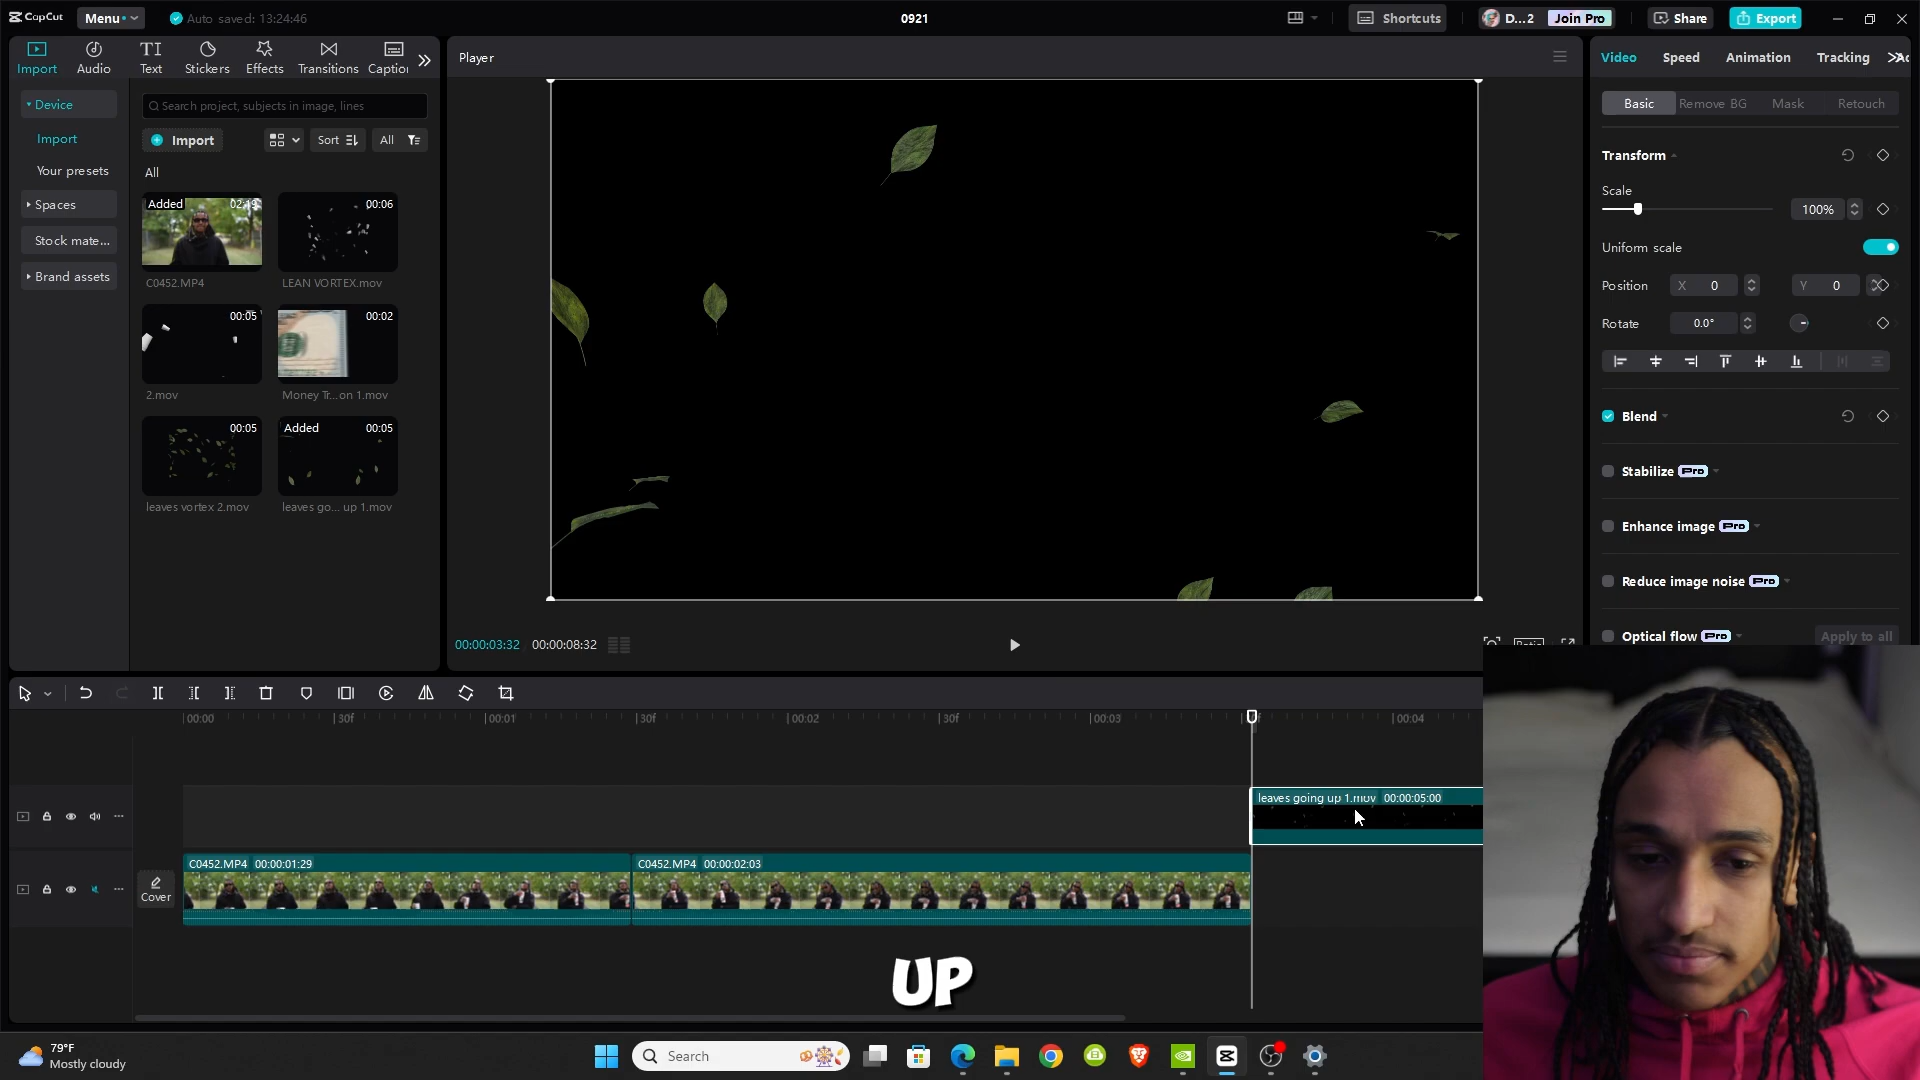 CapCut
Menu
Auto saved: 13:24:46
0921
Shortcuts
D...2
Join Pro
Share
Export
Import
Audio
Text
Stickers
Effects
Transitions
Player
Video
Speed
Animation
Tracking
Device
Import
Your presets
Spaces
Stock mate...
Brand assets
Search project, subjects in image, lines
Import
Sort
All
All
Added
C0452.MP4
00:06
LEAN VORTEX.mov
00:05
2.mov
00:02
Money Tr...on 1.mov
00:05
leaves vortex 2.mov
Added 00:05
leaves go... up 1.mov
Basic
Remove BG
Mask
Retouch
Transform
Scale
100%
Uniform scale
Position
X 0
Y 0
Rotate
0.0°
Blend
Stabilize Pro
Enhance image Pro
Reduce image noise Pro
Optical flow Pro
Apply to all
00:00:03:32
00:00:08:32
00:00
30f
00:01
30f
00:02
30f
00:03
00:04
leaves going up 1.mov 00:00:05:00
Cover
C0452.MP4 00:00:01:29
C0452.MP4 00:00:02:03
UP
79°F
Mostly cloudy
Search